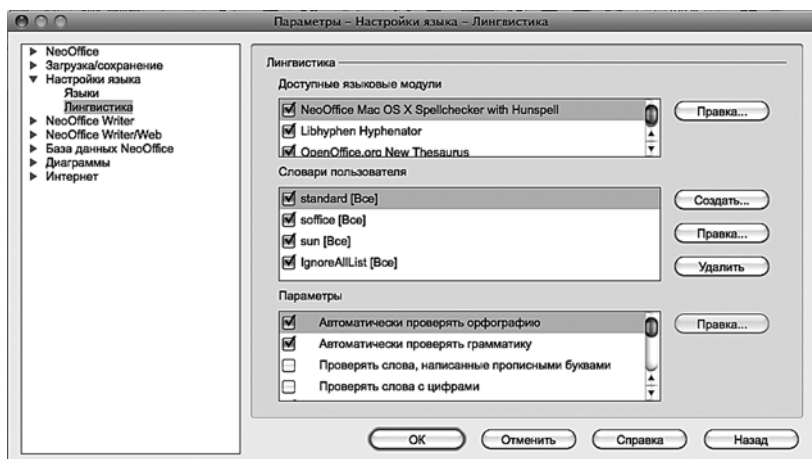 Параметры – Настройки языка – Лингвистика
NeoOffice
Загрузка/сохранение
Настройки языка
Языки
Лингвистика
NeoOffice Writer
NeoOffice Writer/Web
База данных NeoOffice
Диаграммы
Интернет
Лингвистика
Доступные языковые модули
NeoOffice Mac OS X Spellchecker with Hunspell
Правка...
Libhyphen Hyphenator
OpenOffice.org New Thesaurus
Словари пользователя
standard [Все]
Создать...
soffice [Все]
sun [Все]
Правка...
IgnoreAllList [Все]
Удалить
Параметры
Автоматически проверять орфографию
Правка...
Автоматически проверять грамматику
Проверять слова, написанные прописными буквами
Проверять слова с цифрами
ОК
Отменить
Справка
Назад